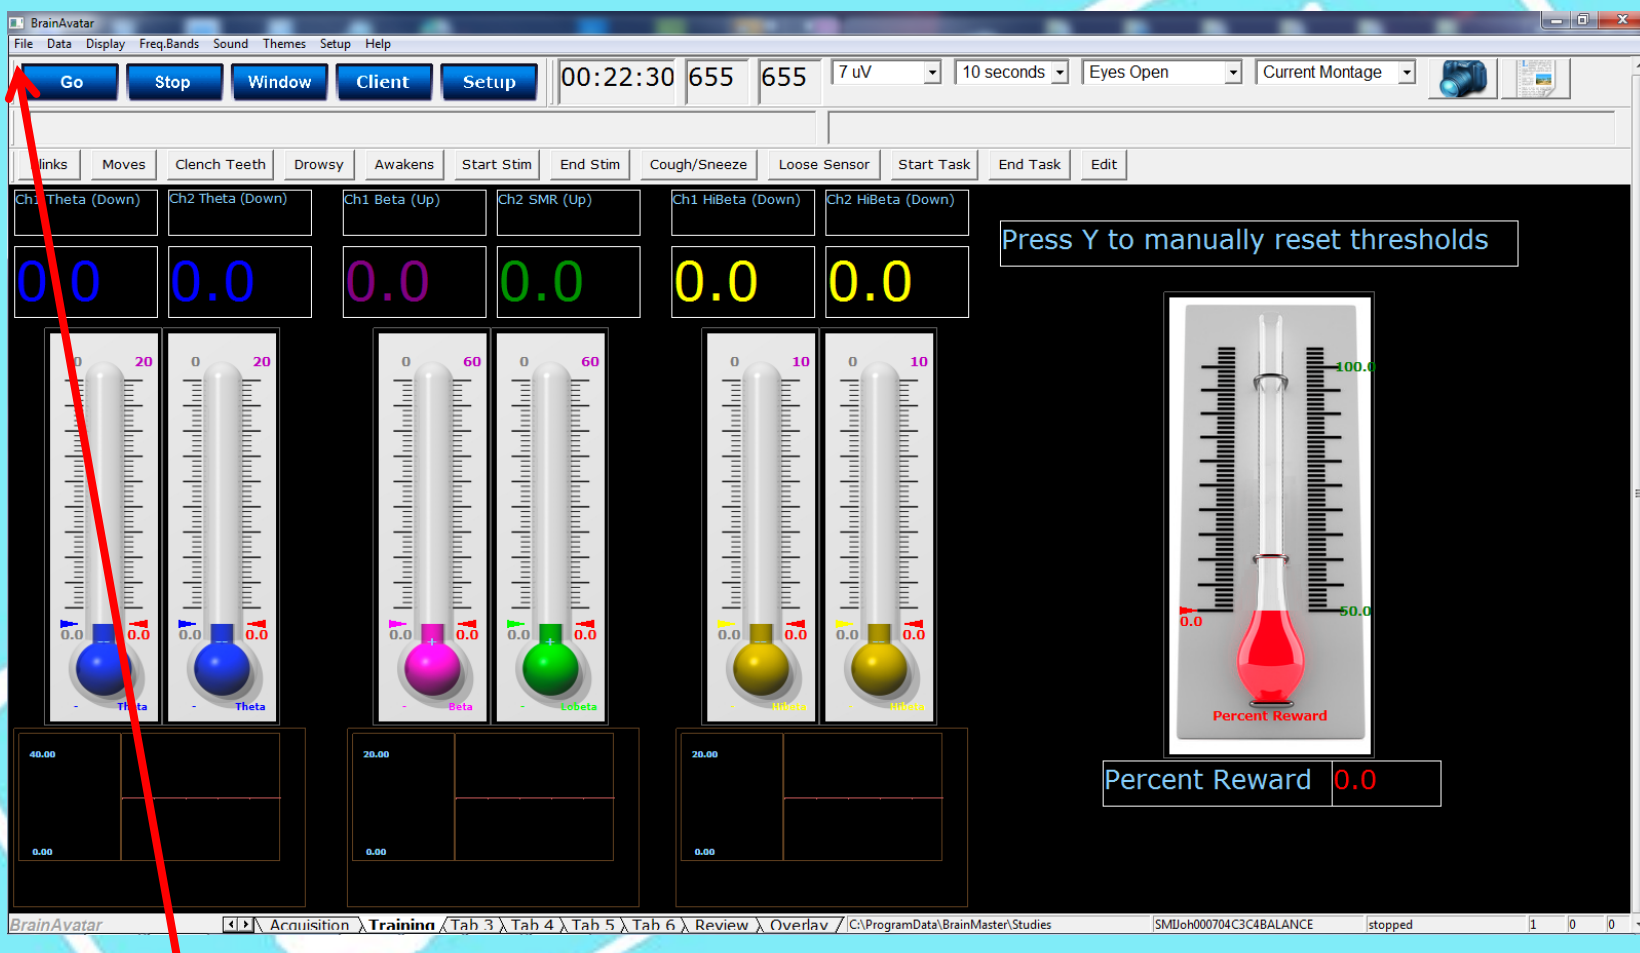 BrainAvatar
File Data Display Freq.Bands Sound Themes Setup Help
Go Stop Window Client Setup 00:22:30 655 655 7 uV 10 seconds Eyes Open Current Montage
Moves Clench Teeth Drowsy Awakens Start Stim End Stim Cough/Sneeze Loose Sensor Start Task End Task Edit
Ch1 Theta (Down) Ch2 Theta (Down) Ch1 Beta (Up) Ch2 SMR (Up) Ch1 HiBeta (Down) Ch2 HiBeta (Down)
Press Y to manually reset thresholds
0.0 0.0 0.0 0.0 0.0 0.0
0 20 0 20 0 60 0 60 0 10 0 10
100.0
50.0
0.0
0.0 0.0 0.0 0.0 0.0 0.0 0.0 0.0 0.0 0.0 0.0 0.0
- Theta - Theta - Beta - Lobeta - Hibeta - Hibeta
Percent Reward
40.00 20.00 20.00
Percent Reward 0.0
0.00 0.00 0.00
BrainAvatar Acquisition Training Tab 3 Tab 4 Tab 5 Tab 6 Review Overlay C:\ProgramData\BrainMaster\Studies SMIJoh000704C3C4BALANCE stopped 1 0 0